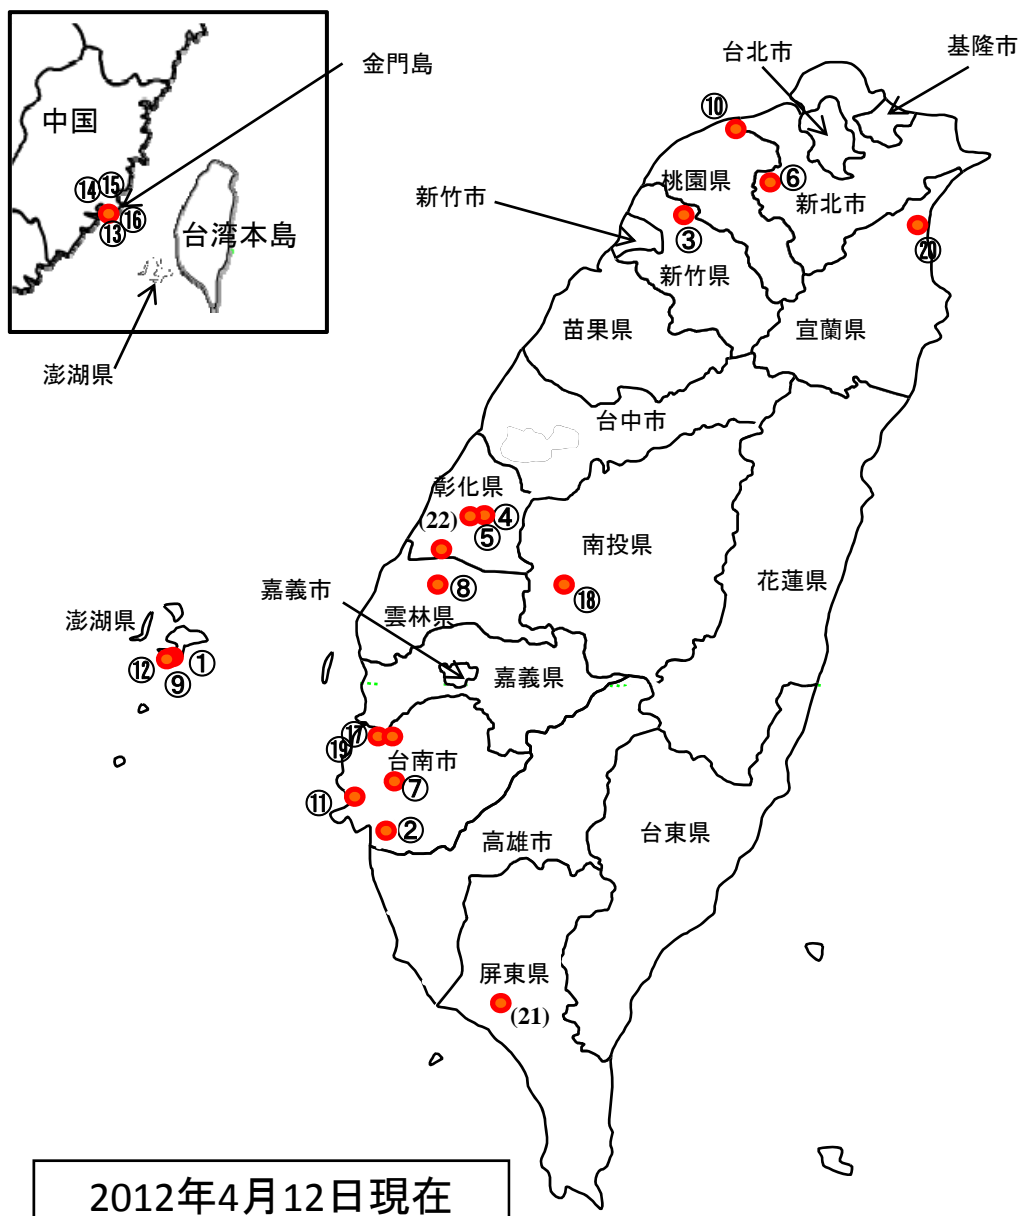 金門島
中国
⑭
⑮
⑬
⑯
台湾本島
澎湖県
台北市
基隆市
⑩
桃園県
⑥
新北市
新竹市
③
⑳
新竹県
苗果県
宜蘭県
台中市
彰化県
(22)
④
⑤
南投県
嘉義市
⑧
⑱
花蓮県
雲林県
澎湖県
⑫
①
⑨
嘉義県
⑰
⑲
台南市
⑦
⑪
②
高雄市
台東県
屏東県
(21)
2012年4月12日現在